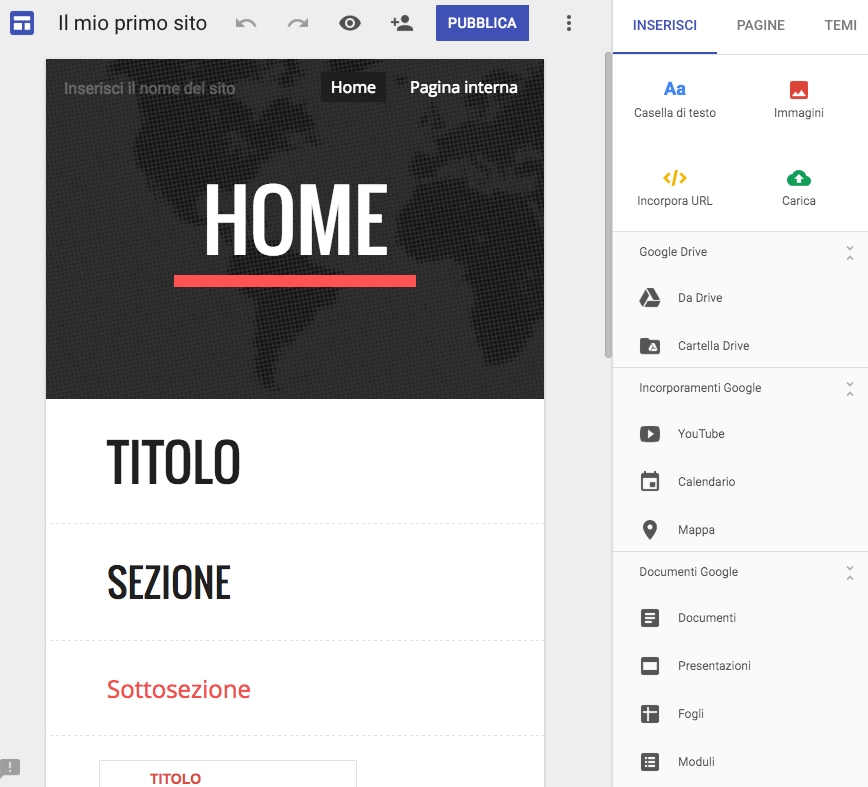 Il mio primo sito
PUBBLICA
INSERISCI PAGINE TEMI
Inserisci il nome del sito
Home Pagina interna
HOME
TITOLO
SEZIONE
Sottosezione
TITOLO
Aa
Casella di testo
Immagini
Incorpora URL
Carica
Google Drive
Da Drive
Cartella Drive
Incorporamenti Google
YouTube
Calendario
Mappa
Documenti Google
Documenti
Presentazioni
Fogli
Moduli